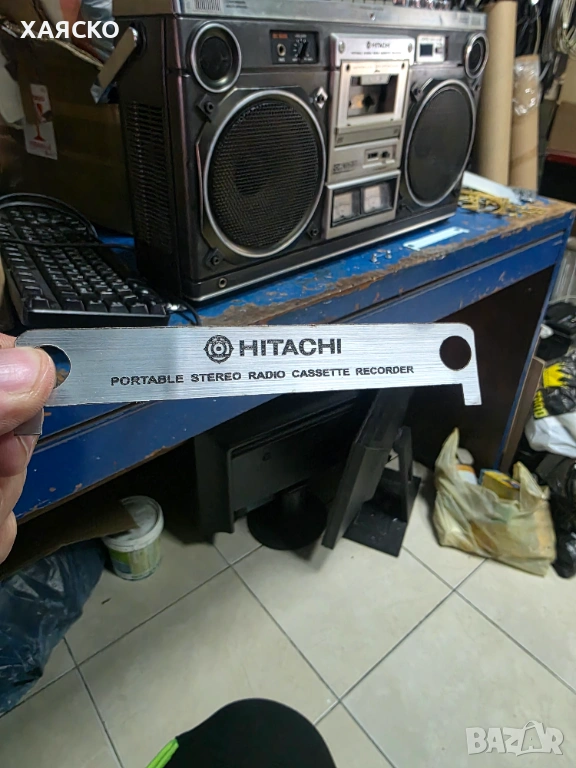 ХАЯСКО
HITACHI
HITACHI
PORTABLE STEREO RADIO CASSETTE RECORDER
BAZAR